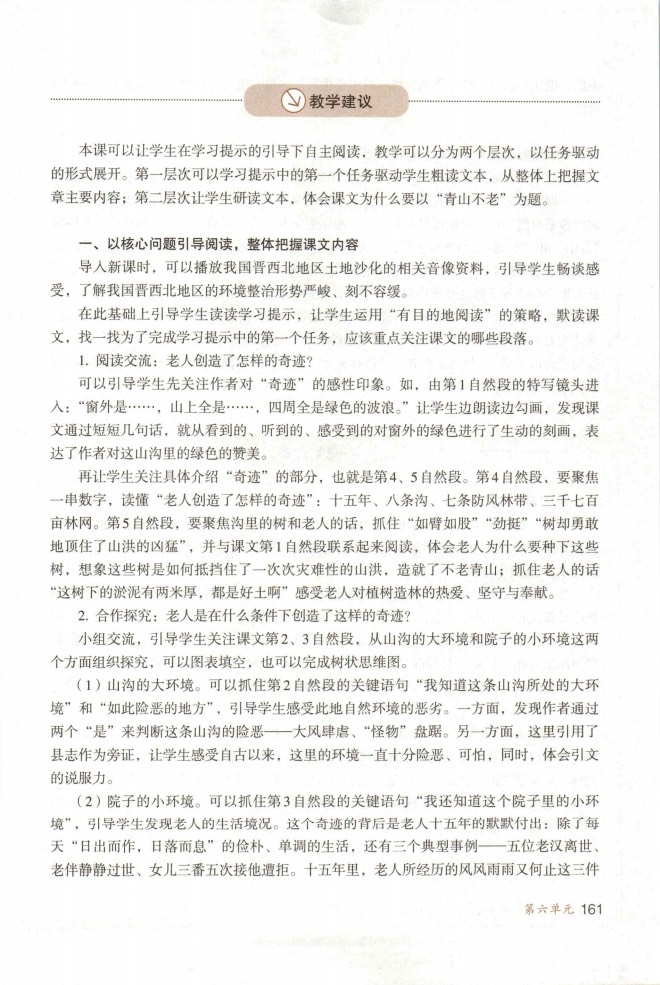 教学建议
本课可以让学生在学习提示的引导下自主阅读，教学可以分为两个层次，以任务驱动
的形式展开。第一层次可以学习提示中的第一个任务驱动学生粗读文本，从整体上把握文
章主要内容；第二层次让学生研读文本，体会课文为什么要以“青山不老”为题。
一、以核心问题引导阅读，整体把握课文内容
导入新课时，可以播放我国晋西北地区土地沙化的相关音像资料，引导学生畅谈感
受，了解我国晋西北地区的环境整治形势严峻、刻不容缓。
在此基础上引导学生读读学习提示，让学生运用“有目的地阅读”的策略，默读课
文，找一找为了完成学习提示中的第一个任务，应该重点关注课文的哪些段落。
1. 阅读交流：老人创造了怎样的奇迹？
可以引导学生先关注作者对“奇迹”的感性印象。如，由第1自然段的特写镜头进
入：“窗外是……，山上全是……，四周全是绿色的波浪。”让学生边朗读边勾画，发现课
文通过短短几句话，就从看到的、听到的、感受到的对窗外的绿色进行了生动的刻画，表
达了作者对这山沟里的绿色的赞美。
再让学生关注具体介绍“奇迹”的部分，也就是第4、5自然段。第4自然段，要聚焦
一串数字，读懂“老人创造了怎样的奇迹”：十五年、八条沟、七条防风林带、三千七百
亩林网。第5自然段，要聚焦沟里的树和老人的话，抓住“如臂如股”“劲挺”“树却勇敢
地顶住了山洪的凶猛”，并与课文第1自然段联系起来阅读，体会老人为什么要种下这些
树，想象这些树是如何抵挡住了一次次灾难性的山洪，造就了不老青山；抓住老人的话
“这树下的淤泥有两米厚，都是好土啊”感受老人对植树造林的热爱、坚守与奉献。
2. 合作探究：老人是在什么条件下创造了这样的奇迹？
小组交流，引导学生关注课文第2、3自然段，从山沟的大环境和院子的小环境这两
个方面组织探究，可以图表填空，也可以完成树状思维图。
（1）山沟的大环境。可以抓住第2自然段的关键语句“我知道这条山沟所处的大环
境”和“如此险恶的地方”，引导学生感受此地自然环境的恶劣。一方面，发现作者通过
两个“是”来判断这条山沟的险恶——大风肆虐、“怪物”盘踞。另一方面，这里引用了
县志作为旁证，让学生感受自古以来，这里的环境一直十分险恶、可怕，同时，体会引文
的说服力。
（2）院子的小环境。可以抓住第3自然段的关键语句“我还知道这个院子里的小环
境”，引导学生发现老人的生活境况。这个奇迹的背后是老人十五年的默默付出：除了每
天“日出而作，日落而息”的俭朴、单调的生活，还有三个典型事例——五位老汉离世、
老伴静静过世、女儿三番五次接他遭拒。十五年里，老人所经历的风风雨雨又何止这三件
第六单元 161